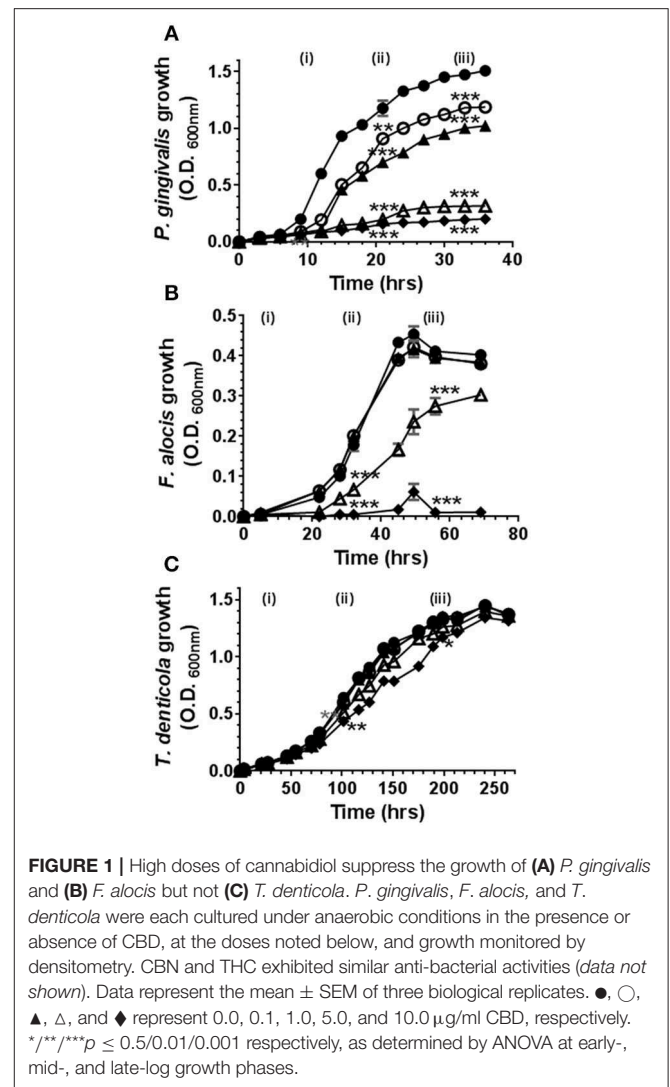 A
(i) (ii) (iii)
P. gingivalis growth
(O.D. 600nm)
1.5
1.0
0.5
0.0
***
**
***
***
***
***
***
***
0 10 20 30 40
Time (hrs)
B
(i) (ii) (iii)
F. alocis growth
(O.D. 600nm)
0.5
0.4
0.3
0.2
0.1
0.0
***
***
***
***
0 20 40 60 80
Time (hrs)
C
(i) (ii) (iii)
T. denticola growth
(O.D. 600nm)
1.5
1.0
0.5
0.0
**
*
0 50 100 150 200 250
Time (hrs)
FIGURE 1 | High doses of cannabidiol suppress the growth of (A) P. gingivalis
and (B) F. alocis but not (C) T. denticola. P. gingivalis, F. alocis, and T.
denticola were each cultured under anaerobic conditions in the presence or
absence of CBD, at the doses noted below, and growth monitored by
densitometry. CBN and THC exhibited similar anti-bacterial activities (data not
shown). Data represent the mean ± SEM of three biological replicates. ●, ○,
▲, △, and ♦ represent 0.0, 0.1, 1.0, 5.0, and 10.0 μg/ml CBD, respectively.
*/**/***p ≤ 0.5/0.01/0.001 respectively, as determined by ANOVA at early-,
mid-, and late-log growth phases.